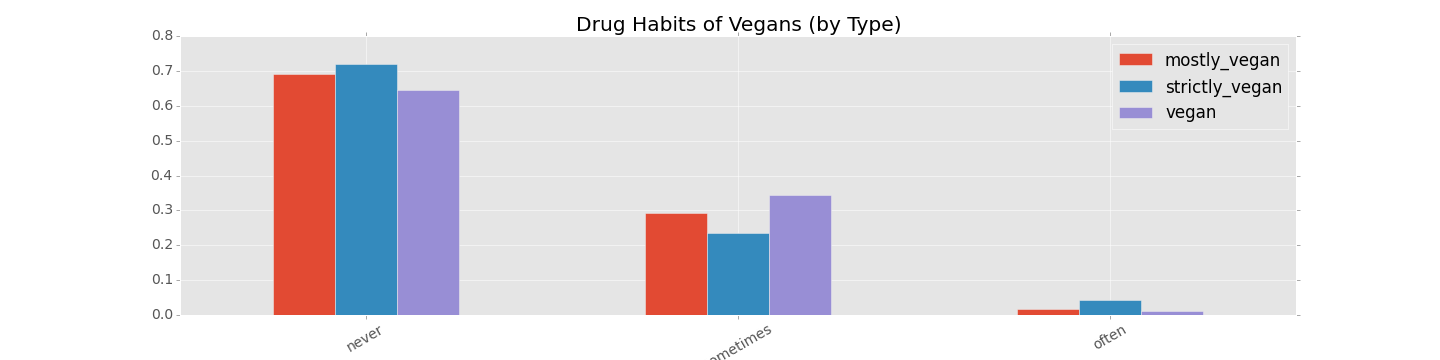 Drug Habits of Vegans (by Type)
0.8
0.7
0.6
0.5
0.4
0.3
0.2
0.1
0.0
mostly_vegan
strictly_vegan
vegan
never
ometimes
often